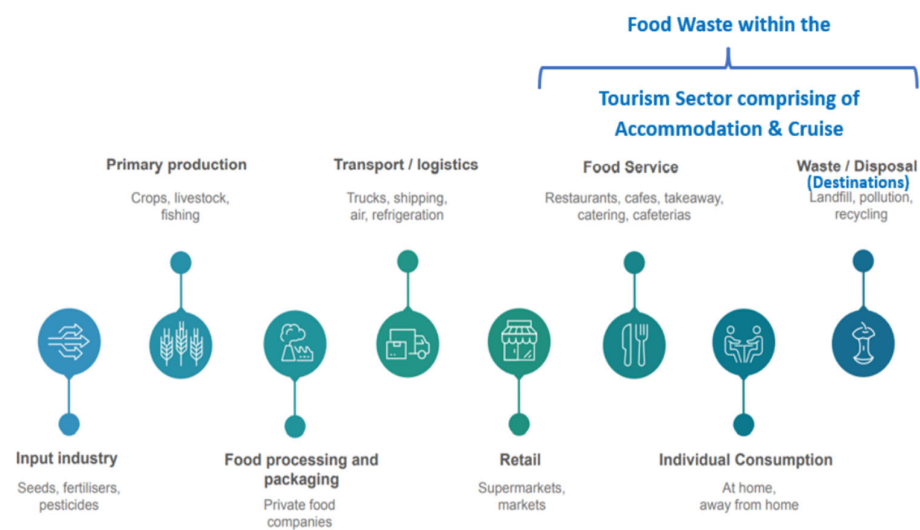 Food Waste within the
Tourism Sector comprising of
Accommodation & Cruise
Primary production
Crops, livestock,
fishing
Transport / logistics
Trucks, shipping,
air, refrigeration
Food Service
Restaurants, cafes, takeaway,
catering, cafeterias
Waste / Disposal
(Destinations)
Landfill, pollution,
recycling
Input industry
Seeds, fertilisers,
pesticides
Food processing and
packaging
Private food
companies
Retail
Supermarkets,
markets
Individual Consumption
At home,
away from home